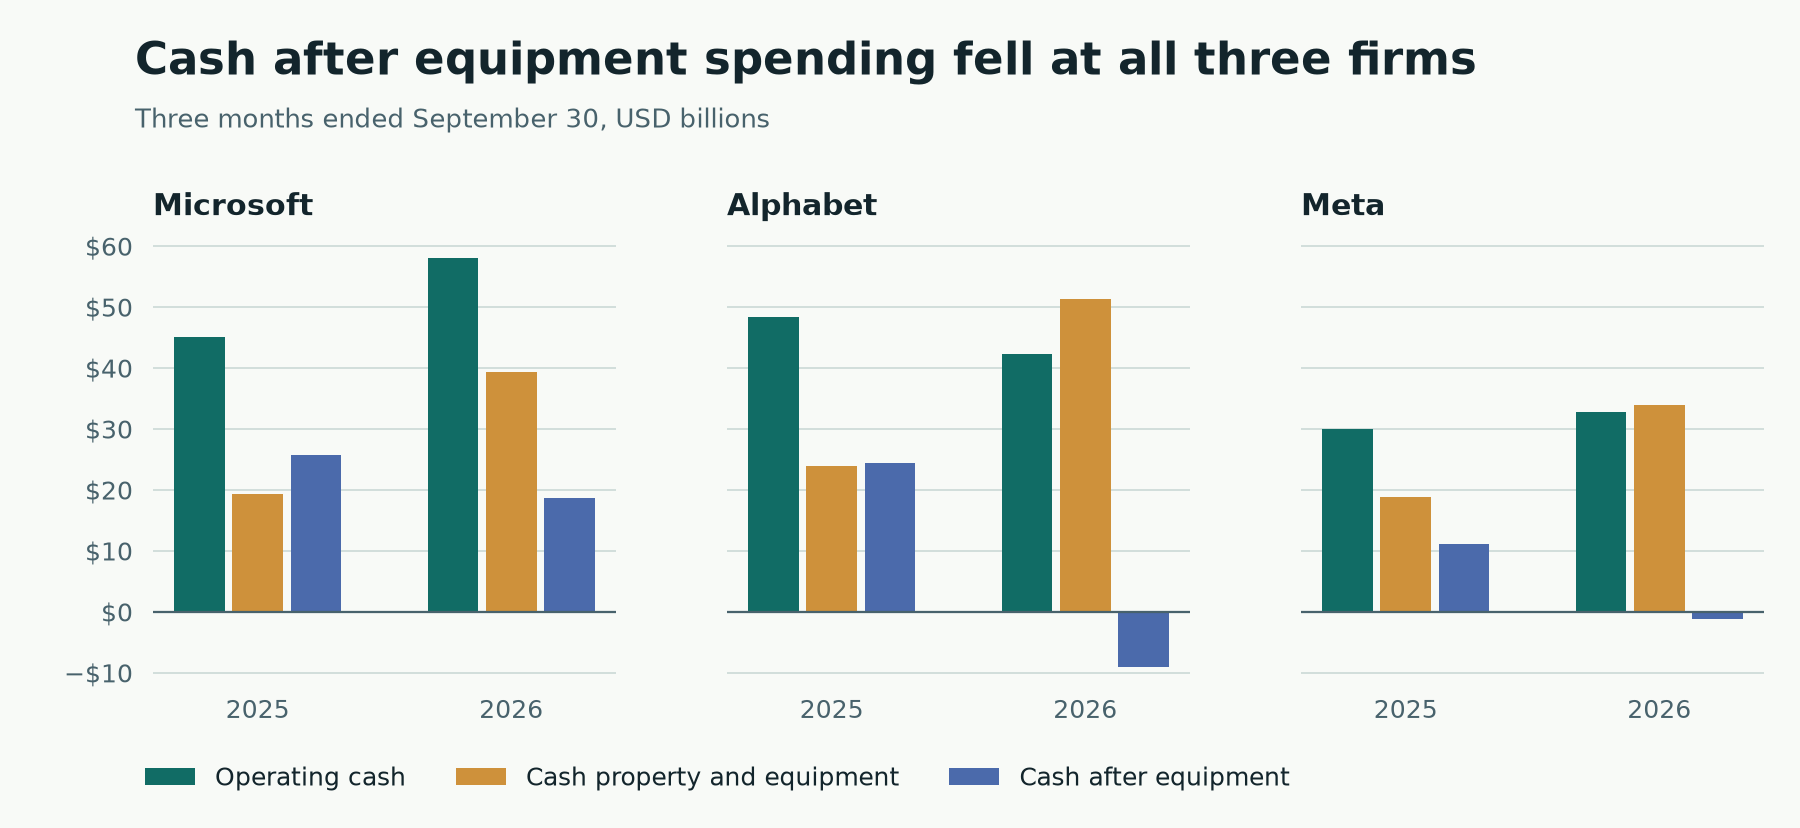 Cash after equipment spending fell at all three firms
Three months ended September 30, USD billions
Microsoft
Alphabet
Meta
$60
$50
$40
$30
$20
$10
$0
−$10
2025
2026
2025
2026
2025
2026
Operating cash
Cash property and equipment
Cash after equipment